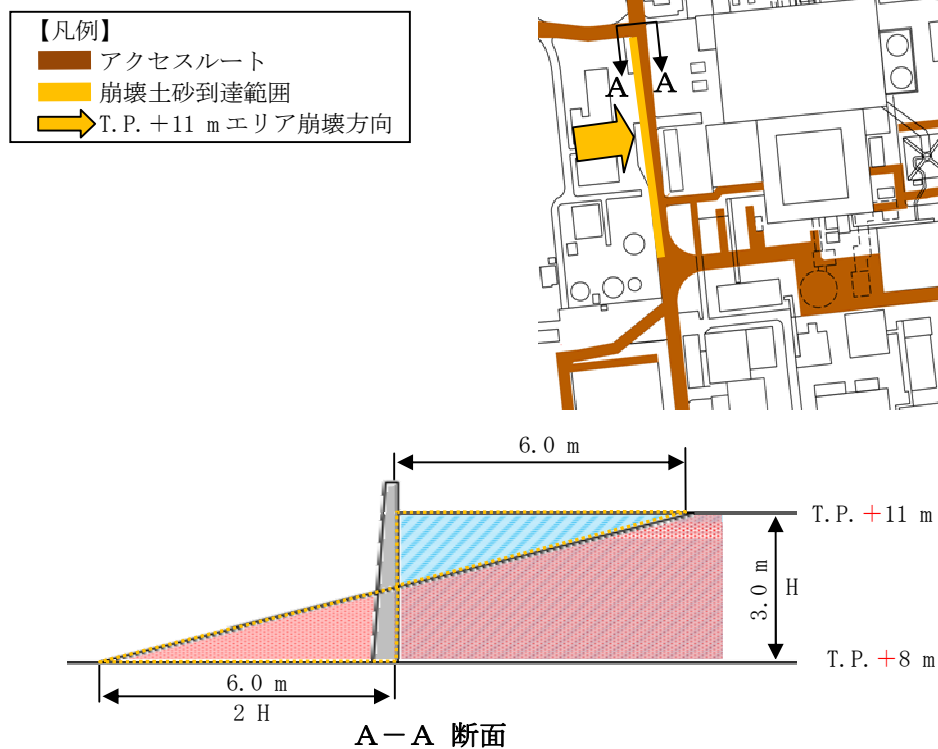 【凡例】
アクセスルート
崩壊土砂到達範囲
T.P.＋11 mエリア崩壊方向
A A
6.0 m
T.P.＋11 m
3.0 m
H
T.P.＋8 m
6.0 m
2 H
A－A 断面